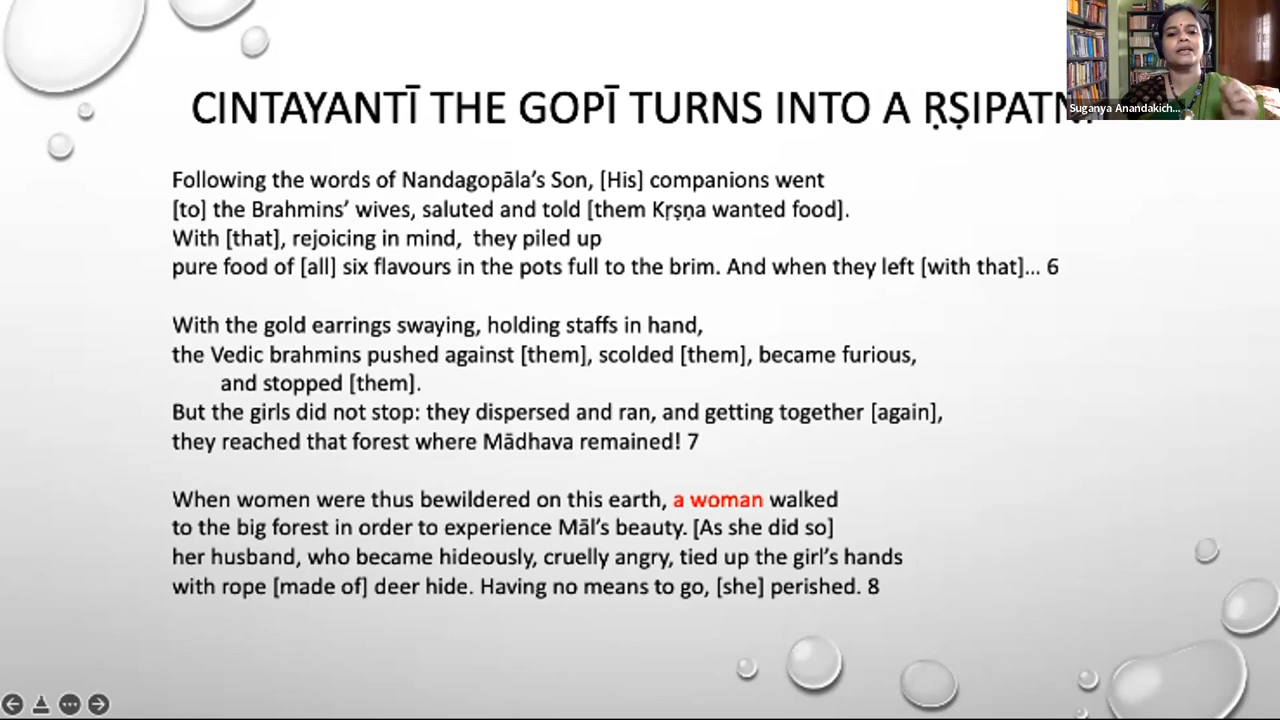 Suganya Anandakich...
CINTAYANTĪ THE GOPĪ TURNS INTO A
Following the words of Nandagopāla's Son, [His] companions went
[to] the Brahmins' wives, saluted and told [them Kṛṣṇa wanted food].
With [that], rejoicing in mind, they piled up
pure food of [all] six flavours in the pots full to the brim. And when they left [with that]... 6
With the gold earrings swaying, holding staffs in hand,
the Vedic brahmins pushed against [them], scolded [them], became furious,
and stopped [them].
But the girls did not stop: they dispersed and ran, and getting together [again],
they reached that forest where Mādhava remained! 7
When women were thus bewildered on this earth, a woman walked
to the big forest in order to experience Māl's beauty. [As she did so]
her husband, who became hideously, cruelly angry, tied up the girl's hands
with rope [made of] deer hide. Having no means to go, [she] perished. 8